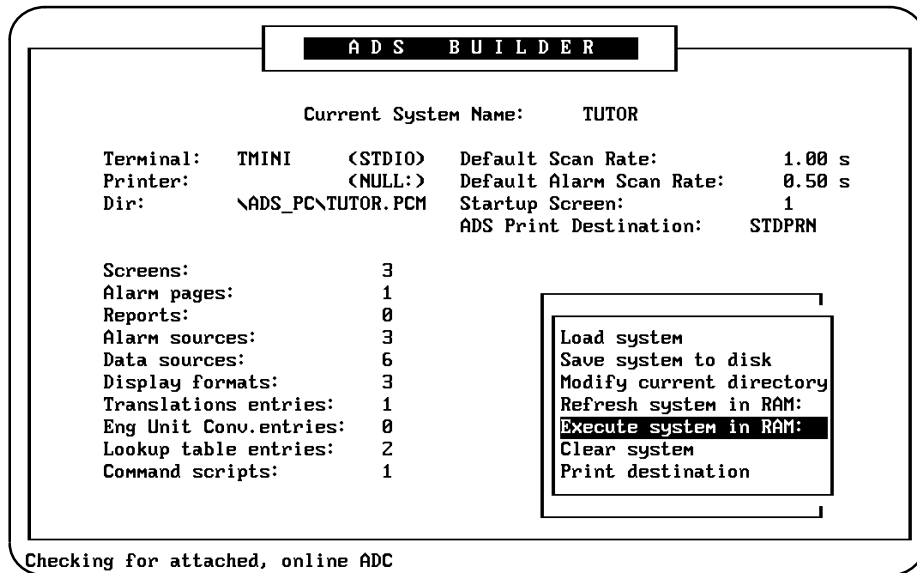 ADS BUILDER
Current System Name: TUTOR
Terminal: TMINI (STDIO) Default Scan Rate: 1.00 s
Printer: (NULL:) Default Alarm Scan Rate: 0.50 s
Dir: \ADS_PC\TUTOR.PCM Startup Screen: 1
ADS Print Destination: STDPRN
Screens: 3
Alarm pages: 1
Reports: 0
Alarm sources: 3
Data sources: 6
Display formats: 3
Translations entries: 1
Eng Unit Conv.entries: 0
Lookup table entries: 2
Command scripts: 1
Load system
Save system to disk
Modify current directory
Refresh system in RAM:
Execute system in RAM:
Clear system
Print destination
Checking for attached, online ADC